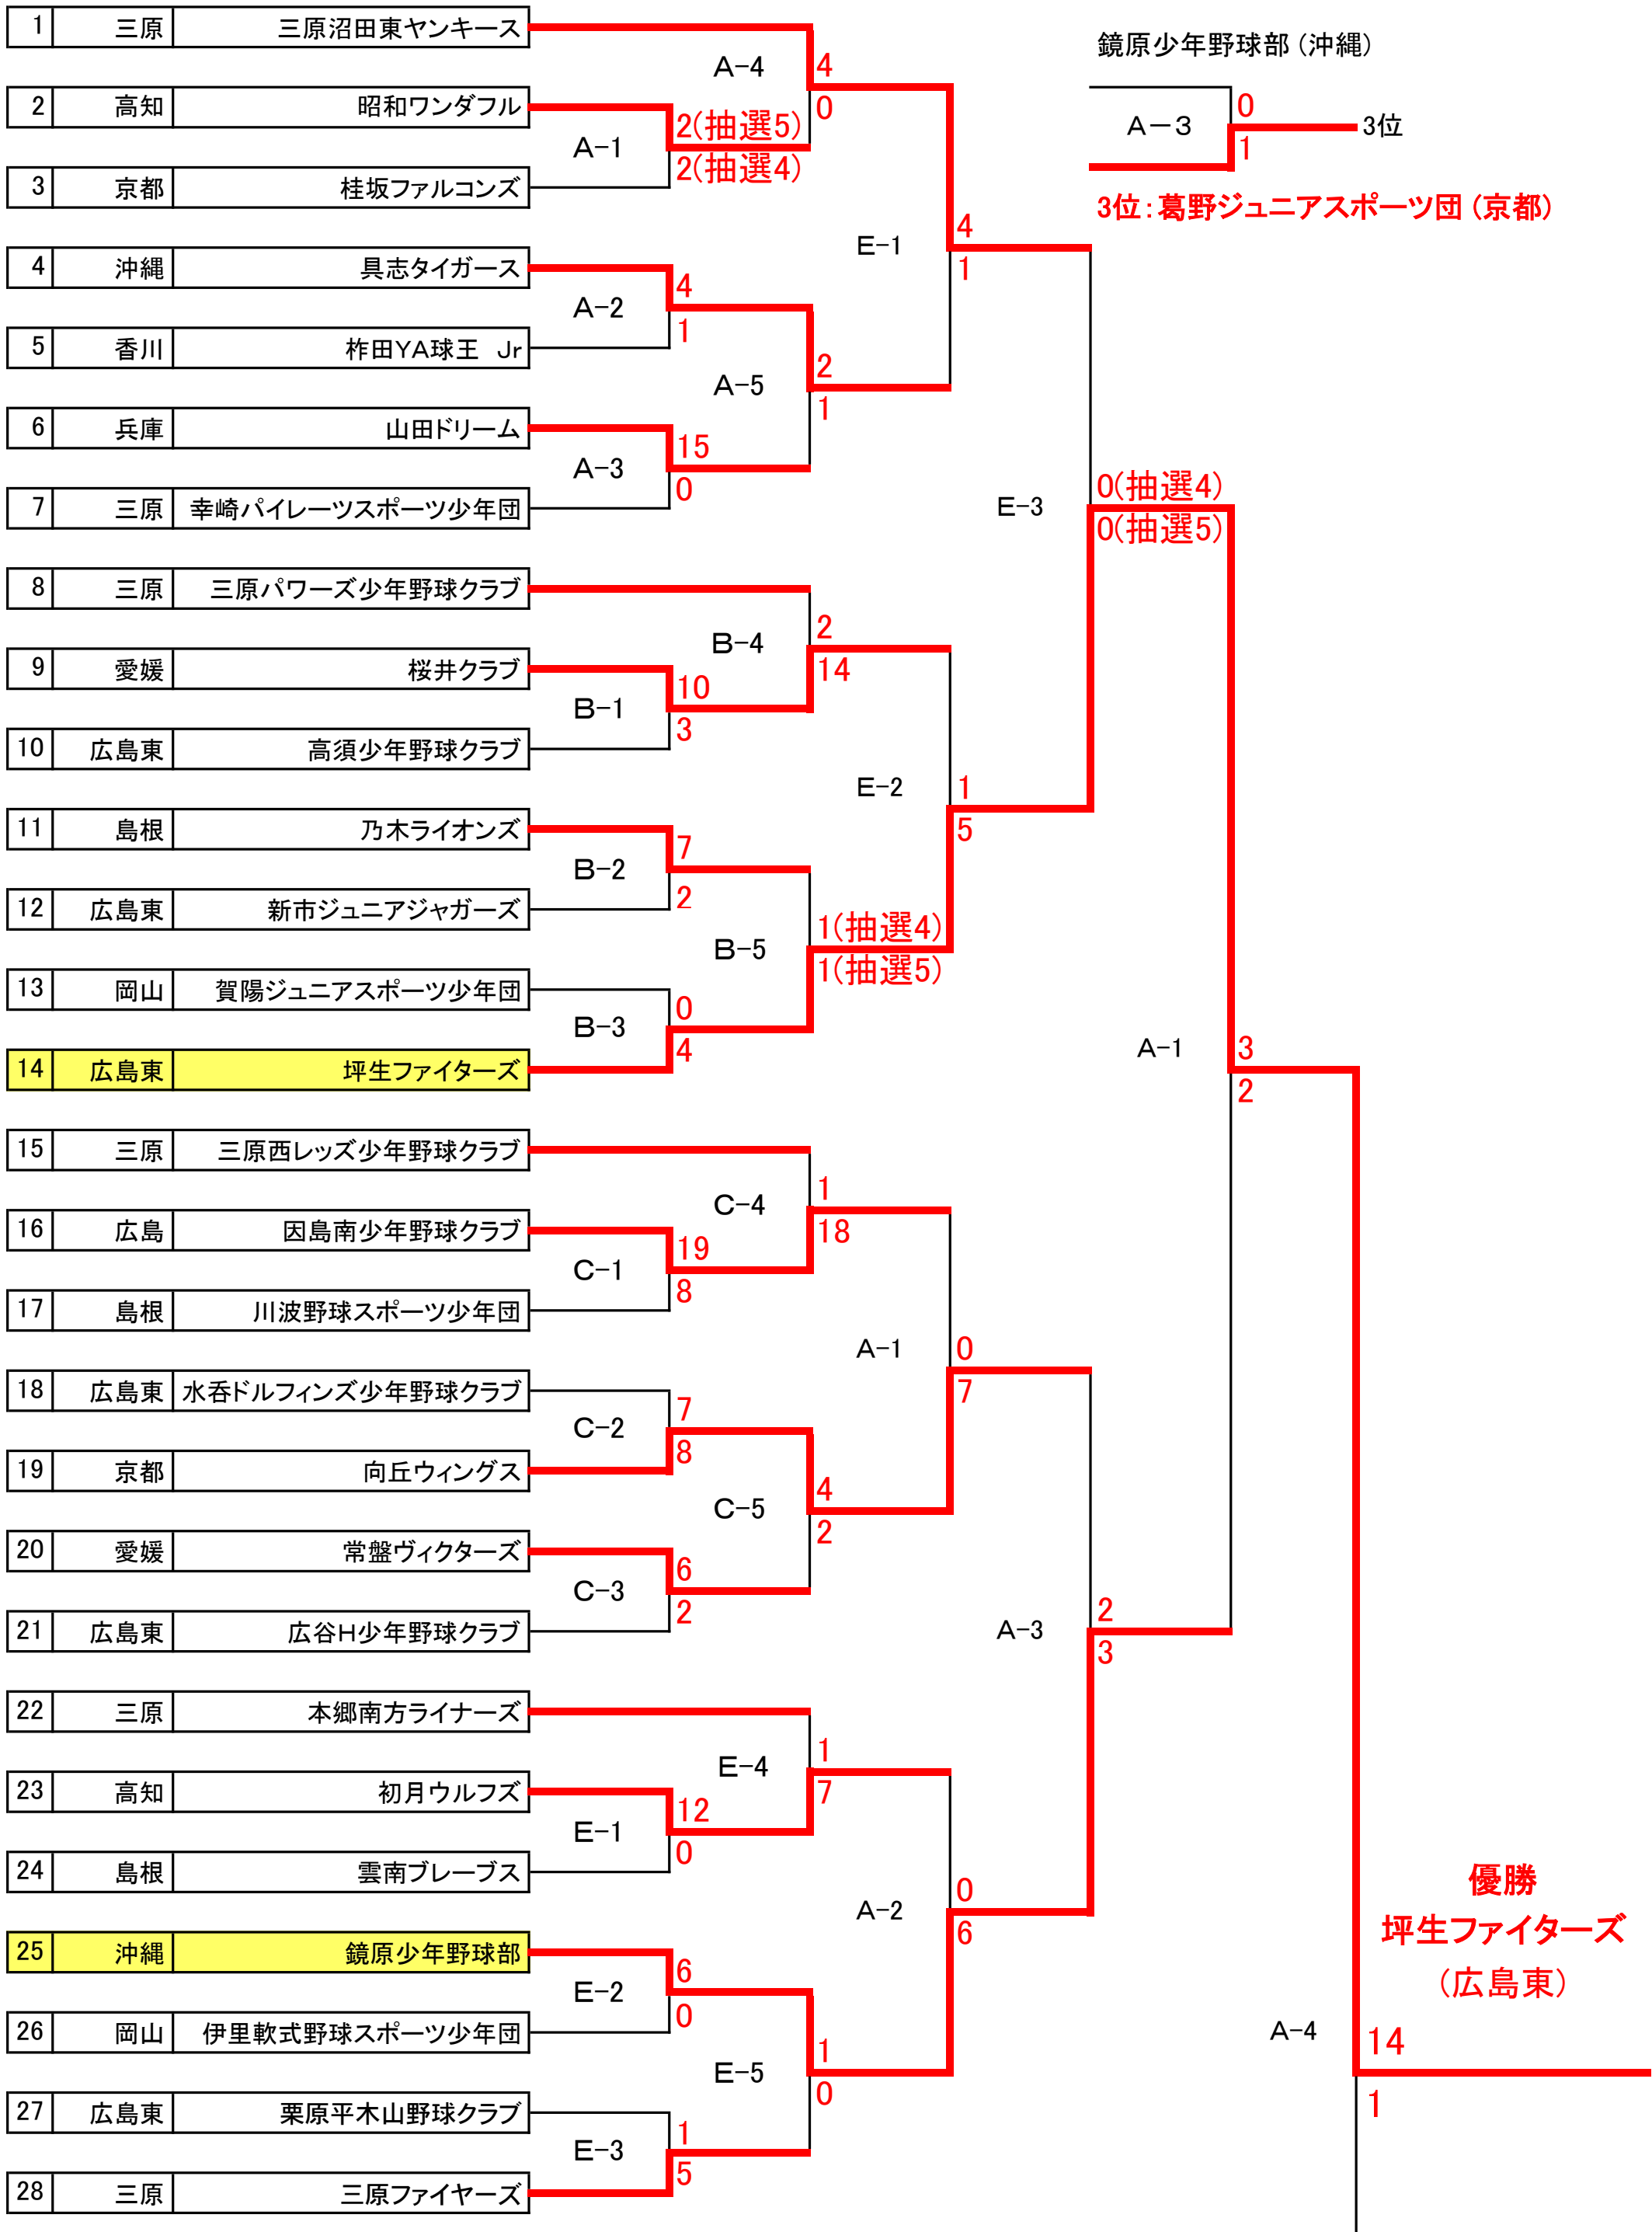 1 三原 三原沼田東ヤンキース
2 高知 昭和ワンダフル
3 京都 桂坂ファルコンズ
4 沖縄 具志タイガース
5 香川 柞田YA球王 Jr
6 兵庫 山田ドリーム
7 三原 幸崎パイレーツスポーツ少年団
8 三原 三原パワーズ少年野球クラブ
9 愛媛 桜井クラブ
10 広島東 高須少年野球クラブ
11 島根 乃木ライオンズ
12 広島東 新市ジュニアジャガーズ
13 岡山 賀陽ジュニアスポーツ少年団
14 広島東 坪生ファイターズ
15 三原 三原西レッズ少年野球クラブ
16 広島 因島南少年野球クラブ
17 島根 川波野球スポーツ少年団
18 広島東 水呑ドルフィンズ少年野球クラブ
19 京都 向丘ウィングス
20 愛媛 常盤ヴィクターズ
21 広島東 広谷H少年野球クラブ
22 三原 本郷南方ライナーズ
23 高知 初月ウルフズ
24 島根 雲南ブレーブス
25 沖縄 鏡原少年野球部
26 岡山 伊里軟式野球スポーツ少年団
27 広島東 栗原平木山野球クラブ
28 三原 三原ファイヤーズ
A-1
2(抽選5)
2(抽選4)
A-2
4
1
A-3
15
0
B-1
10
3
B-2
7
2
B-3
0
4
C-1
19
8
C-2
7
8
C-3
6
2
E-1
12
0
E-2
6
0
E-3
1
5
A-4
4
0
A-5
2
1
B-4
2
14
B-5
1(抽選4)
1(抽選5)
C-4
1
18
C-5
4
2
E-4
1
7
E-5
1
0
E-1
4
1
E-2
1
5
A-1
0
7
A-2
0
6
E-3
0(抽選4)
0(抽選5)
A-3
2
3
A-1
3
2
A-4
14
1
鏡原少年野球部(沖縄)
A-3
0
1
3位
3位:葛野ジュニアスポーツ団(京都)
優勝
坪生ファイターズ
(広島東)